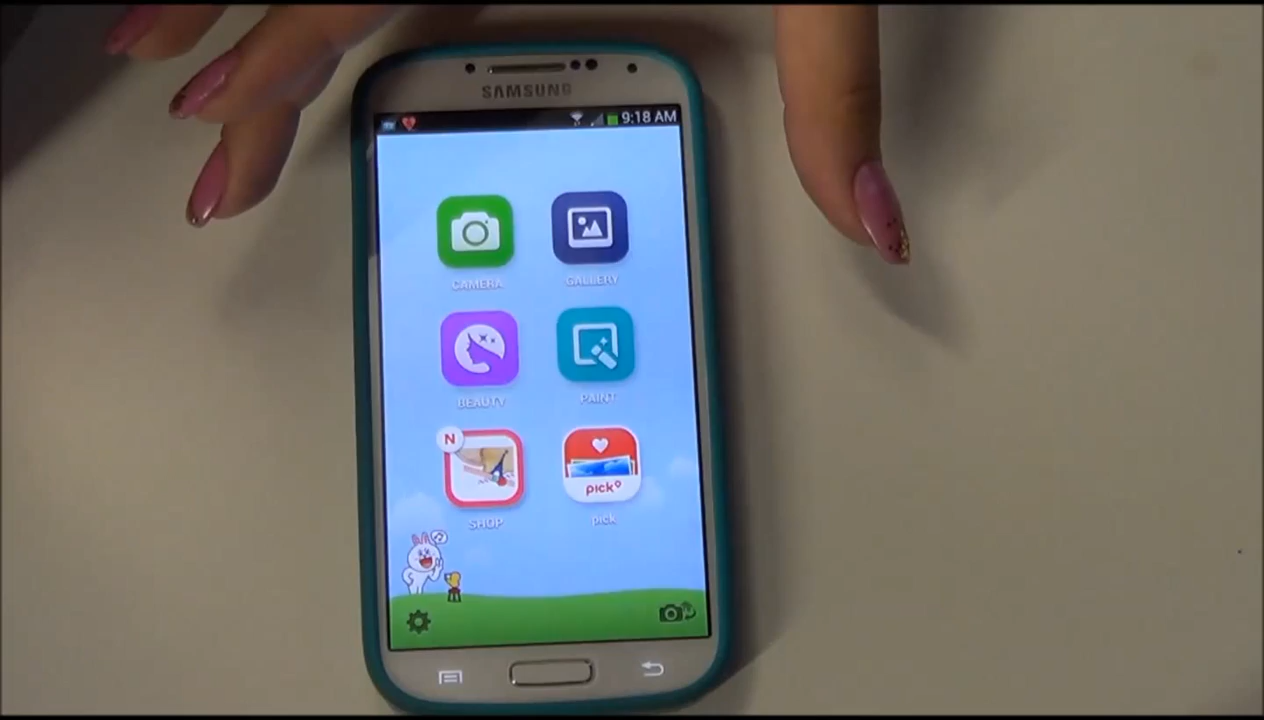 SAMSUNG
9:18 AM
CAMERA
GALLERY
BEAUTY
PAINT
N
pick
SHOP
pick